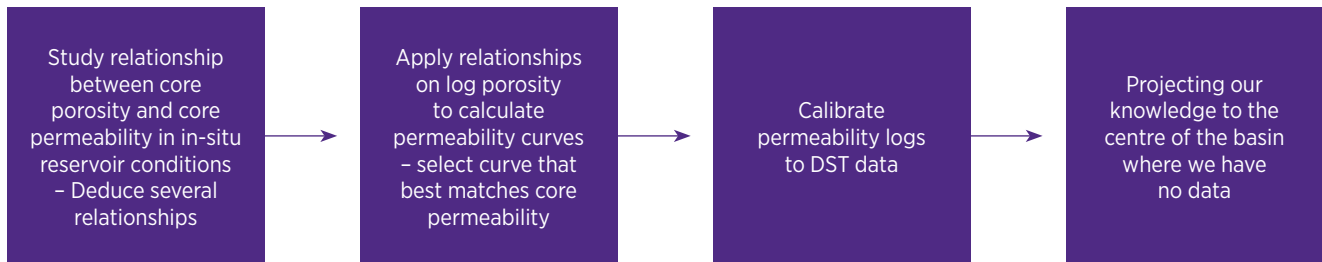 Study relationship
between core
porosity and core
permeability in in-situ
reservoir conditions
– Deduce several
relationships
Apply relationships
on log porosity
to calculate
permeability curves
– select curve that
best matches core
permeability
Calibrate
permeability logs
to DST data
Projecting our
knowledge to the
centre of the basin
where we have
no data